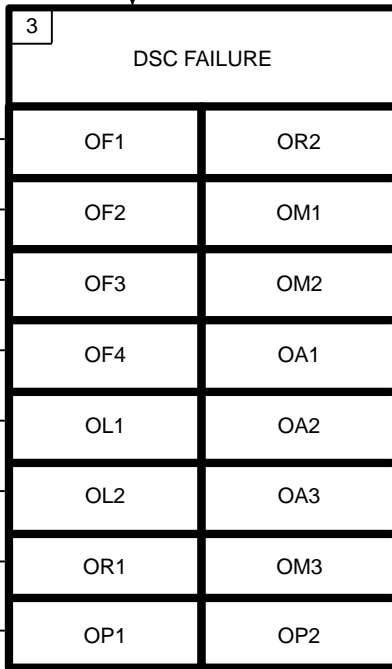 3
DSC FAILURE
OF1 OR2
OF2 OM1
OF3 OM2
OF4 OA1
OL1 OA2
OL2 OA3
OR1 OM3
OP1 OP2